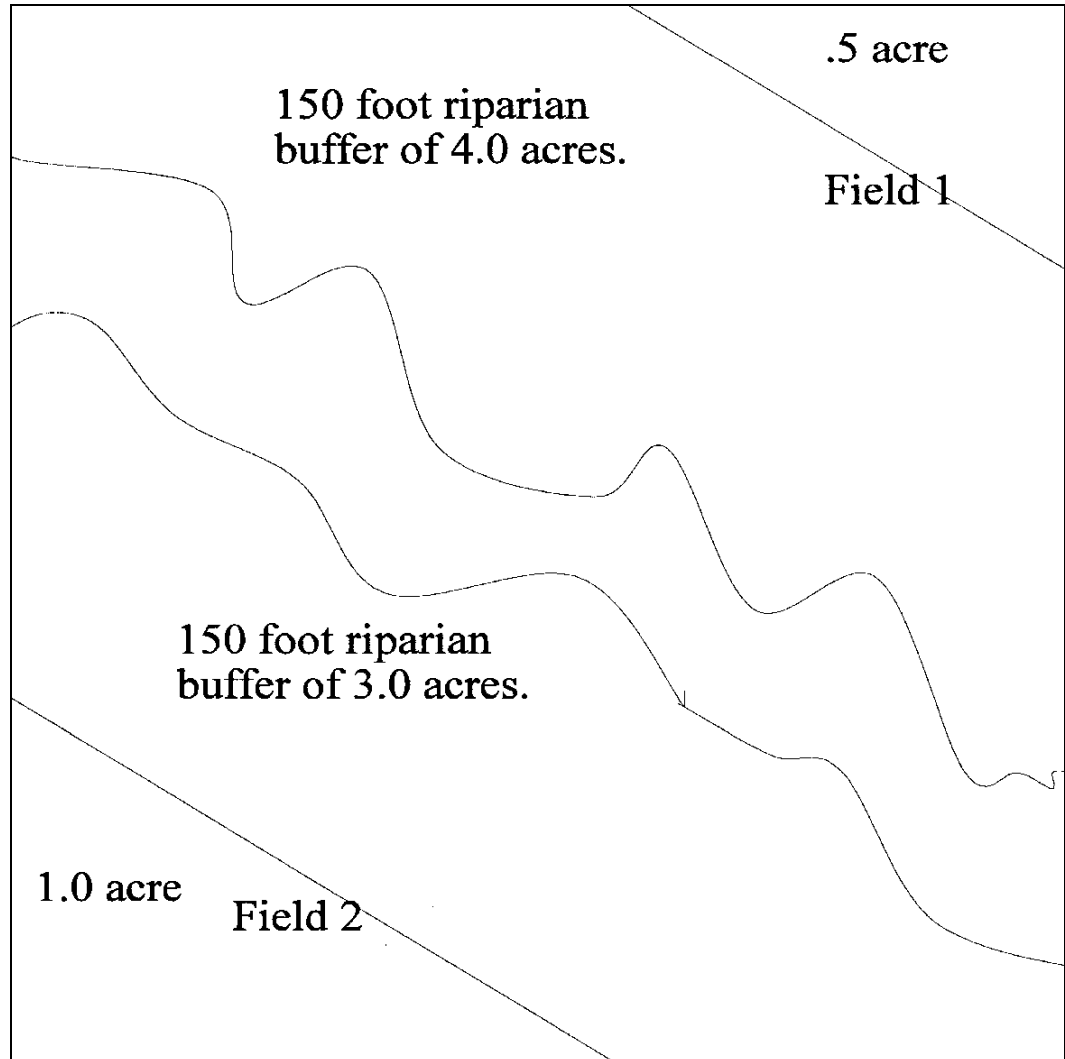 .5 acre
150 foot riparian
buffer of 4.0 acres.
Field 1
150 foot riparian
buffer of 3.0 acres.
1.0 acre
Field 2